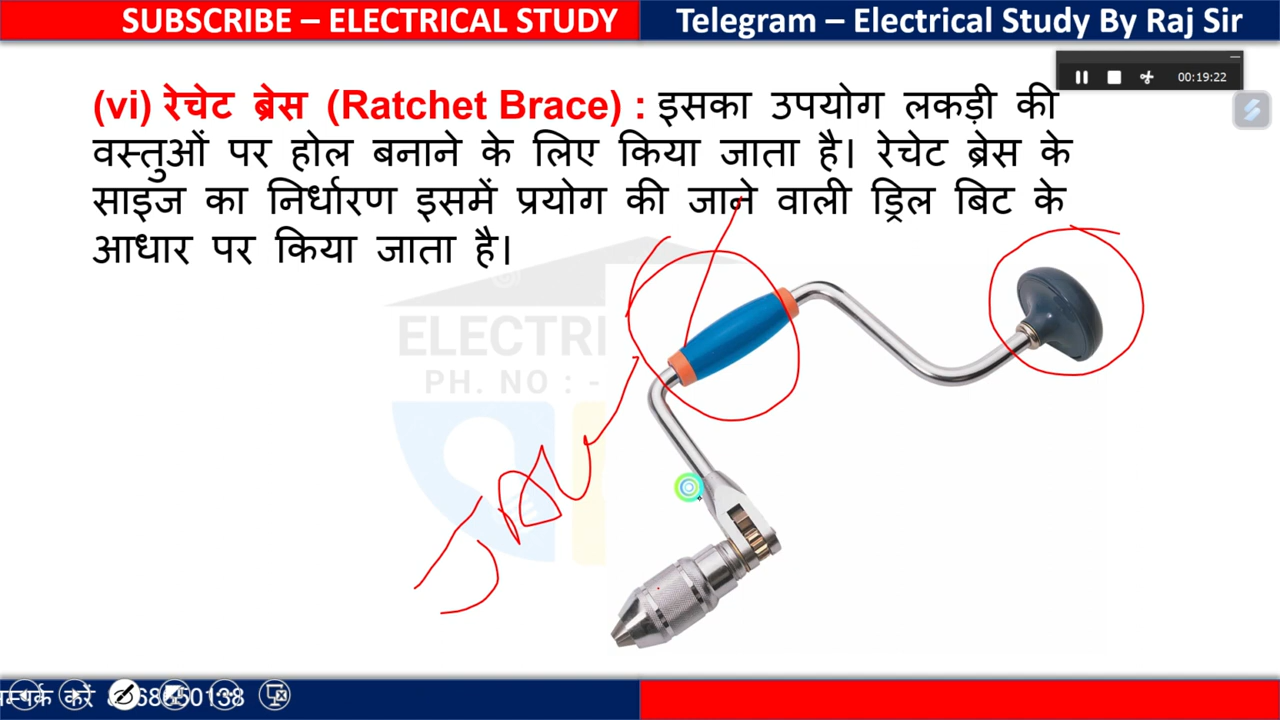 SUBSCRIBE – ELECTRICAL STUDY
Telegram – Electrical Study By Raj Sir
00:19:22
(vi) रेचेट ब्रेस (Ratchet Brace) : इसका उपयोग लकड़ी की
वस्तुओं पर होल बनाने के लिए किया जाता है। रेचेट ब्रेस के
साइज का निर्धारण इसमें प्रयोग की जाने वाली ड्रिल बिट के
आधार पर किया जाता है।
ELECTRI
PH. NO : -
करें